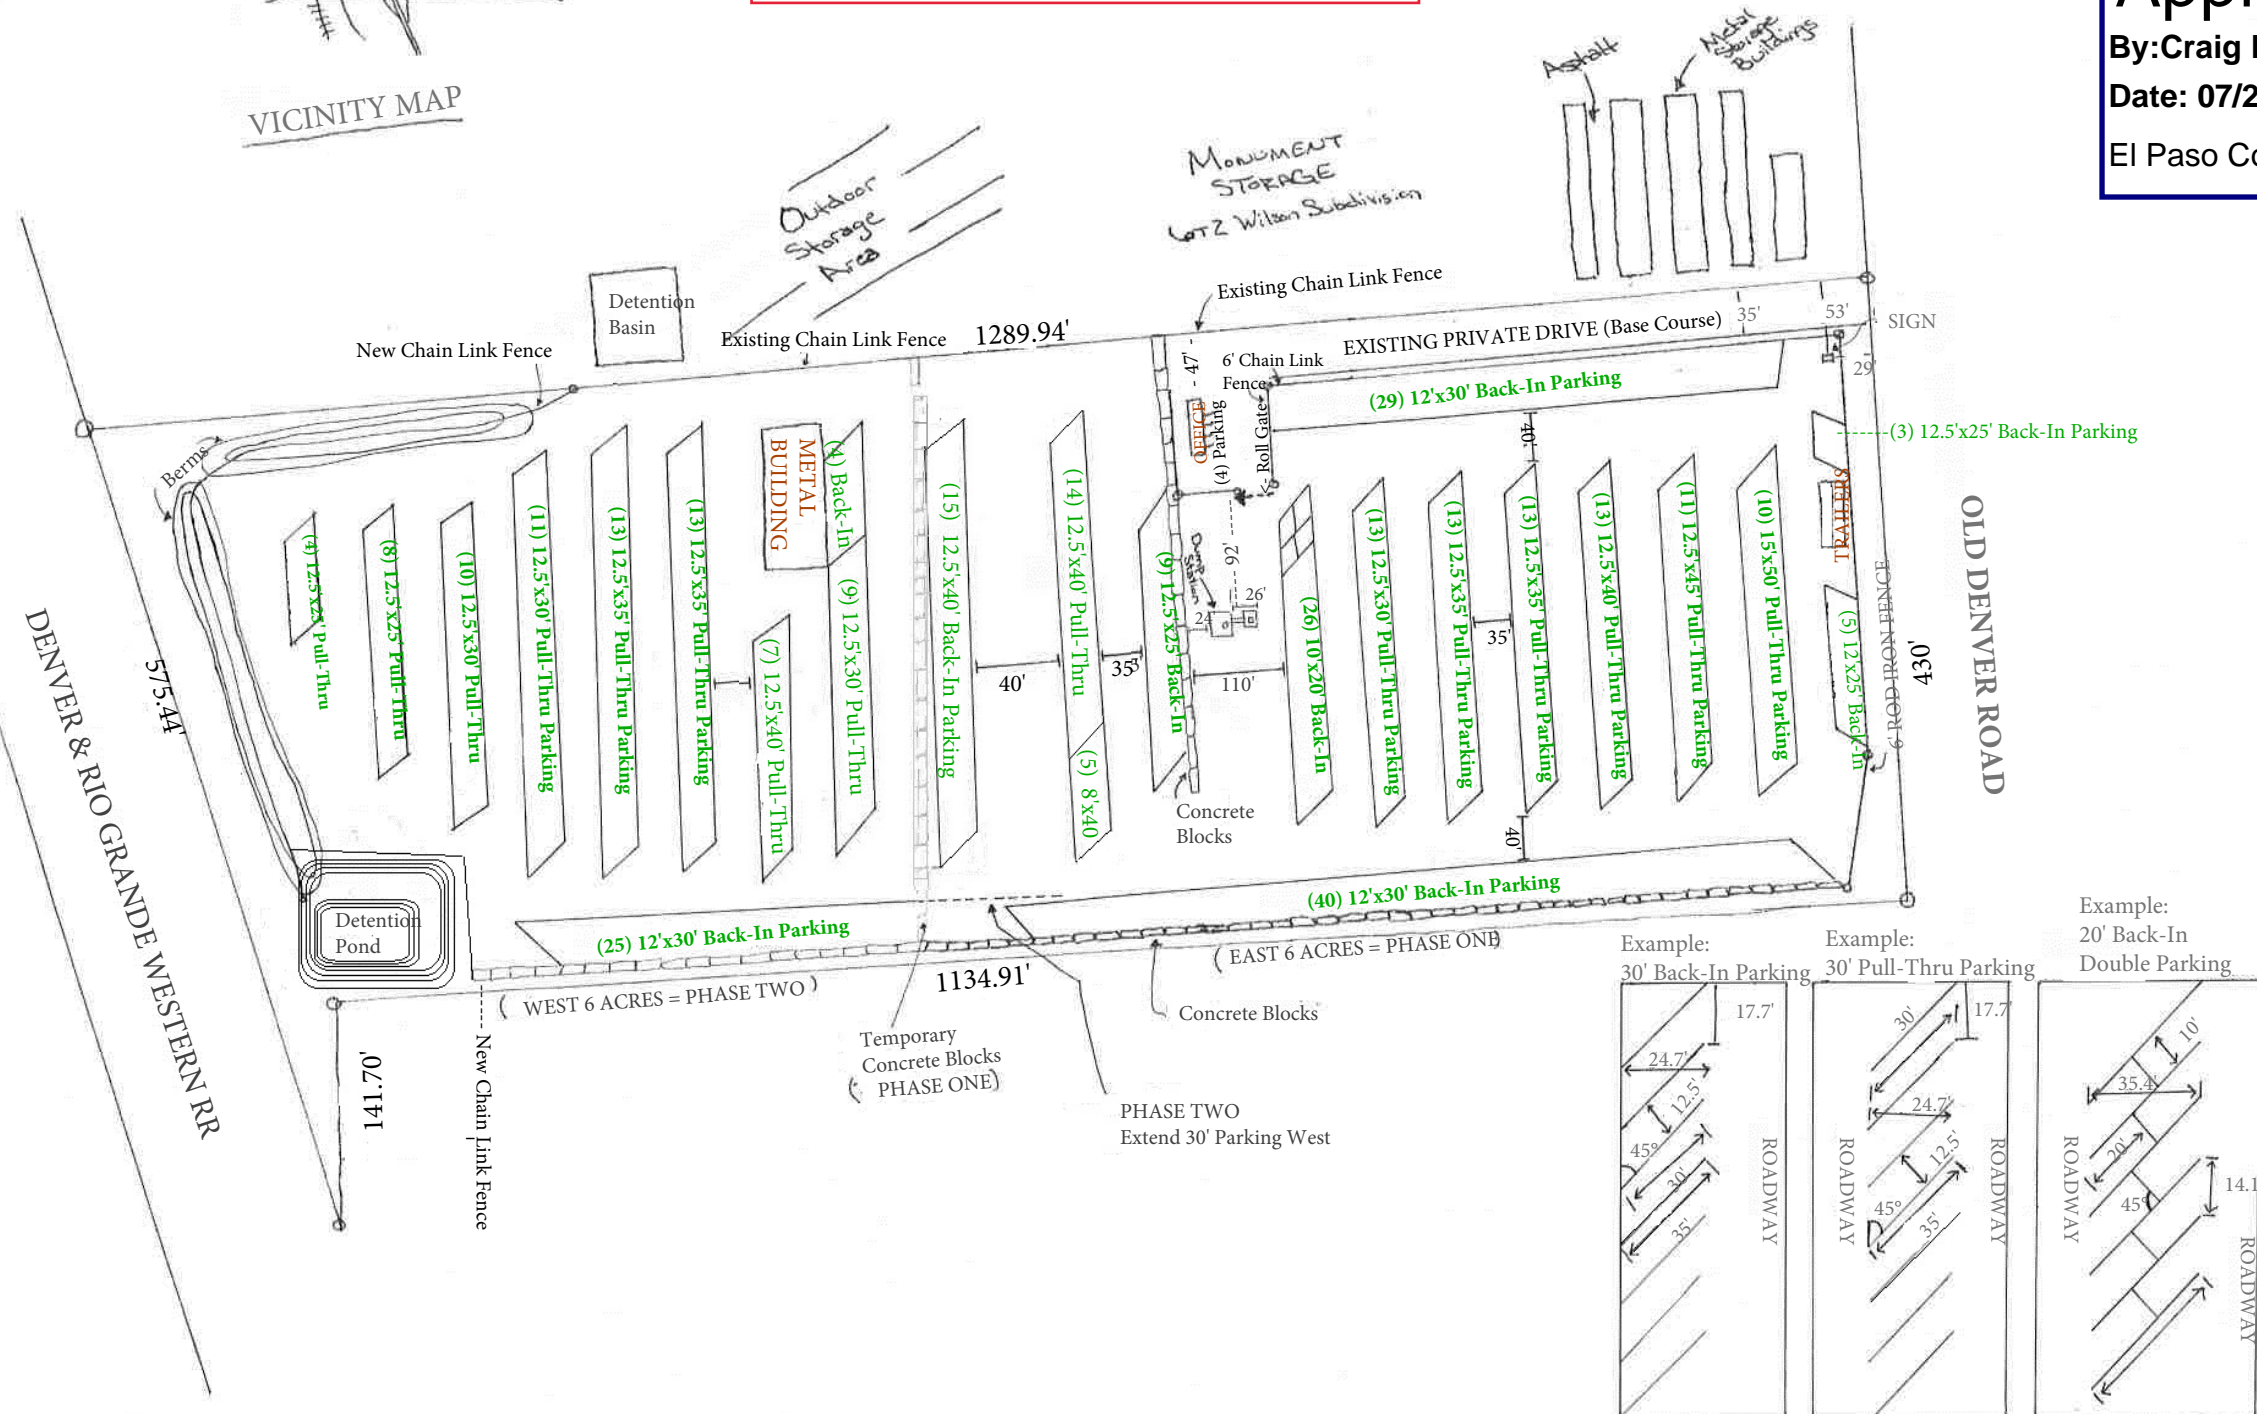 By:Craig
Date: 07/2
El Paso Co
VICINITY MAP
Asphalt
Metal
Storage
Buildings
MONUMENT
STORAGE
LOT 2 Wilson Subdivision
Outdoor
Storage
Area
Detention
Basin
New Chain Link Fence
Existing Chain Link Fence
1289.94'
Existing Chain Link Fence
EXISTING PRIVATE DRIVE (Base Course)
35'
53'
SIGN
29'
47'
6' Chain Link
Fence
OFFICE
(4) Parking
Roll Gate
(29) 12'x30' Back-In Parking
40'
(3) 12.5'x25' Back-In Parking
TRAILERS
Berms
(4) 12.5'x25' Pull-Thru
(8) 12.5'x25' Pull-Thru
(10) 12.5'x30' Pull-Thru
(11) 12.5'x30' Pull-Thru Parking
(13) 12.5'x35' Pull-Thru Parking
(13) 12.5'x35' Pull-Thru Parking
METAL
BUILDING
(4) Back-In
(7) 12.5'x40' Pull-Thru
(9) 12.5'x30' Pull-Thru
(15) 12.5'x40' Back-In Parking
40'
(14) 12.5'x40' Pull-Thru
(5) 8'x40
35'
(9) 12.5'x25' Back-In
Dump
Station
92'
24'
26'
110'
(26) 10'x20' Back-In
(13) 12.5'x30' Pull-Thru Parking
(13) 12.5'x35' Pull-Thru Parking
35'
(13) 12.5'x35' Pull-Thru Parking
(13) 12.5'x40' Pull-Thru Parking
(11) 12.5'x45' Pull-Thru Parking
(10) 15'x50' Pull-Thru Parking
(5) 12'x25' Back-In
6' ROD IRON FENCE
430'
OLD DENVER ROAD
DENVER & RIO GRANDE WESTERN RR
575.44'
Concrete
Blocks
40'
(40) 12'x30' Back-In Parking
(25) 12'x30' Back-In Parking
Detention
Pond
(EAST 6 ACRES = PHASE ONE)
1134.91'
(WEST 6 ACRES = PHASE TWO)
Concrete Blocks
Temporary
Concrete Blocks
(PHASE ONE)
PHASE TWO
Extend 30' Parking West
141.70'
New Chain Link Fence
Example:
30' Back-In Parking
17.7'
24.7'
12.5'
45°
30'
35'
ROADWAY
Example:
30' Pull-Thru Parking
30'
17.7'
24.7'
12.5'
45°
35'
ROADWAY
ROADWAY
Example:
20' Back-In
Double Parking
10'
35.4'
20'
45°
14.1
ROADWAY
ROADWAY